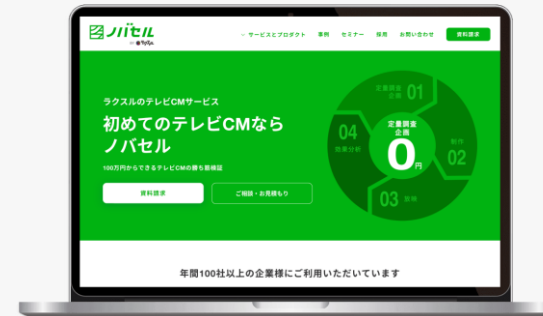 ノバセル
by ラクスル
サービスとプロダクト 事例 セミナー 採用 お問い合わせ 資料請求
ラクスルのテレビCMサービス
初めてのテレビCMなら
ノバセル
100万円からできるテレビCMの勝ち筋検証
資料請求
ご相談・お見積もり
定量調査
企画 01
制作
02
03 放映
04
効果分析
定量調査
企画
0円
年間100社以上の企業様にご利用いただいています